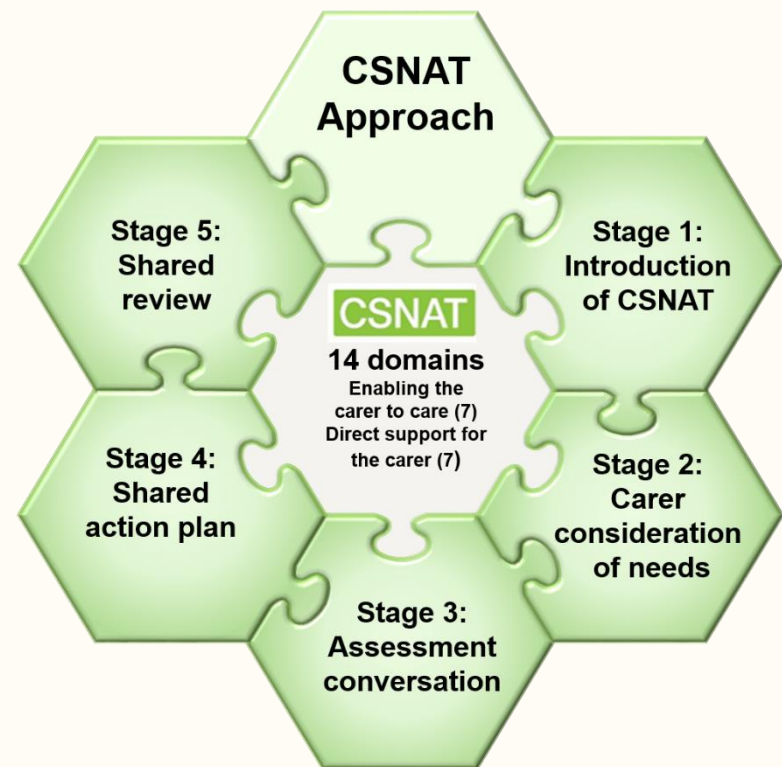 CSNAT
Approach
Stage 1:
Introduction
of CSNAT
Stage 2:
Carer
consideration
of needs
Stage 3:
Assessment
conversation
Stage 4:
Shared
action plan
Stage 5:
Shared
review
CSNAT
14 domains
Enabling the
carer to care (7)
Direct support for
the carer (7)